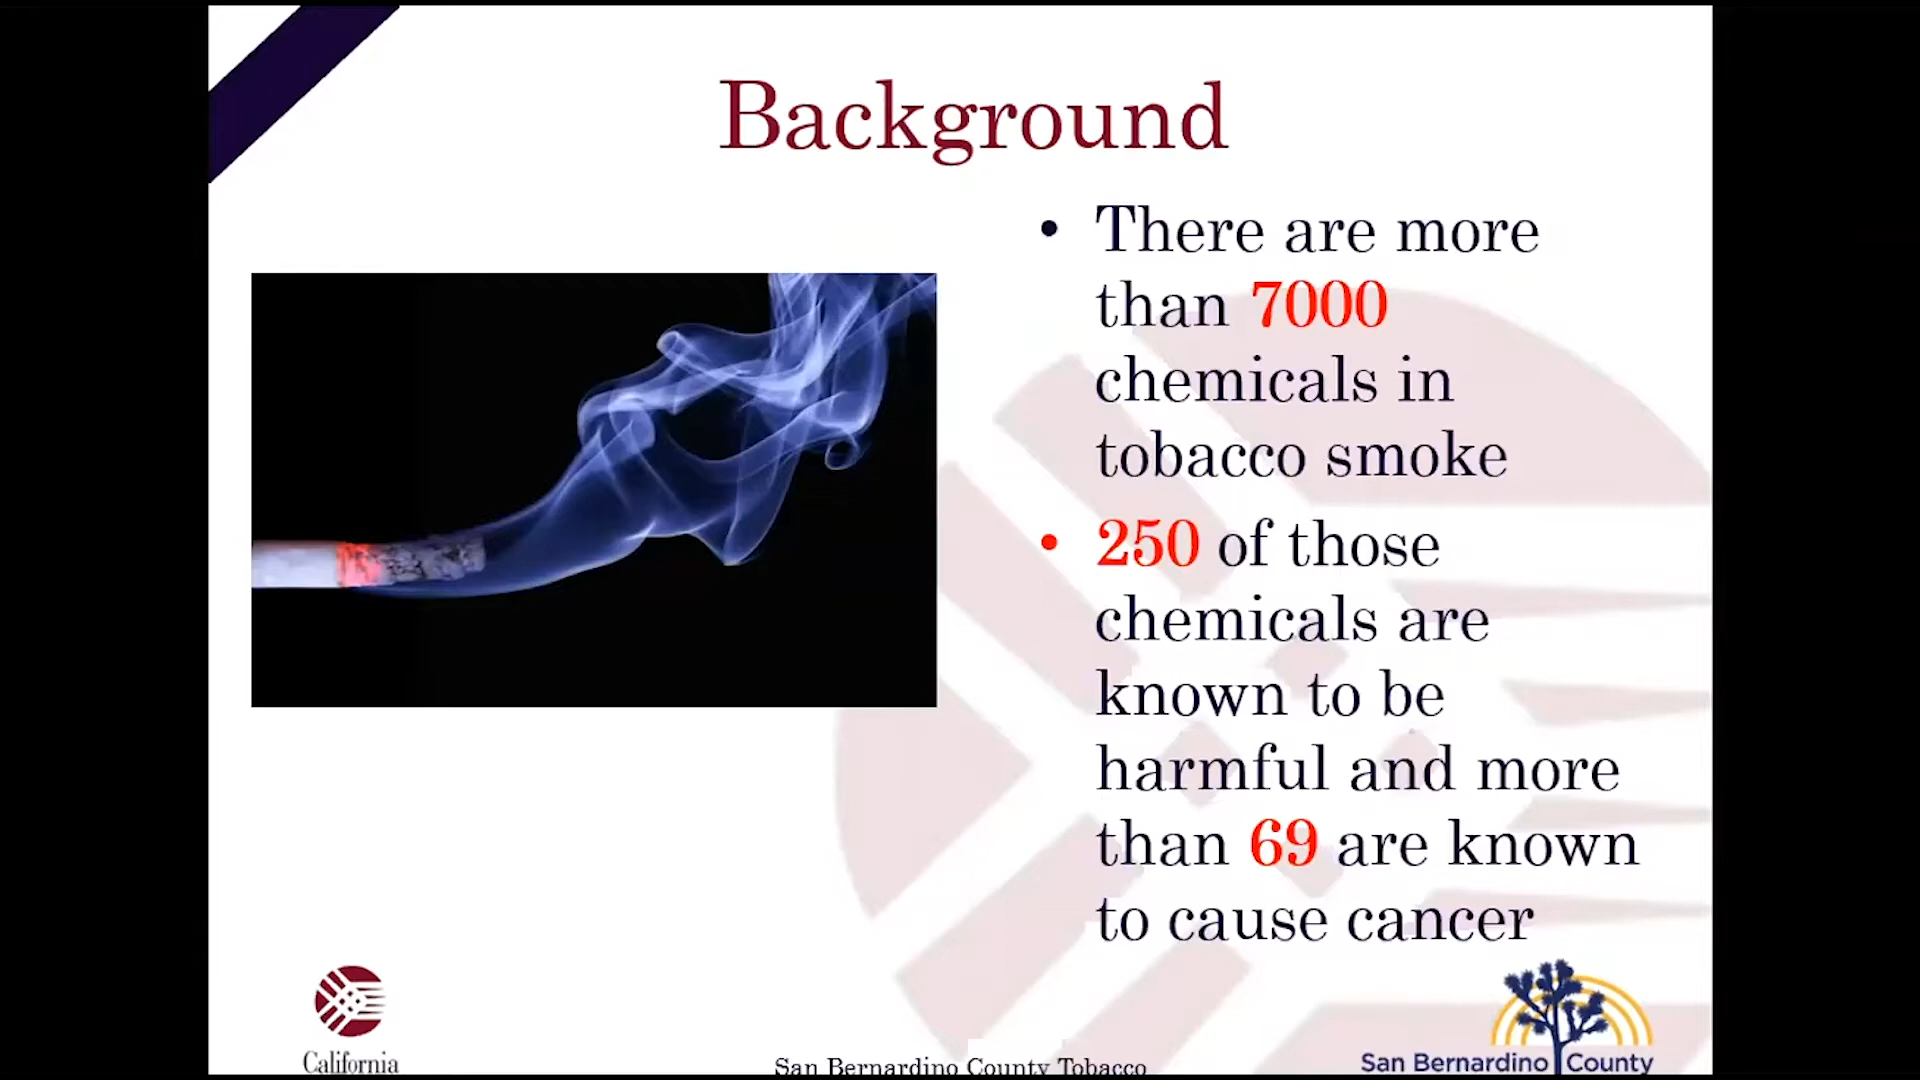 Background
• There are more
than 7000
chemicals in
tobacco smoke
• 250 of those
chemicals are
known to be
harmful and more
than 69 are known
to cause cancer
California
San Bernardino County Tobacco
San Bernardino County